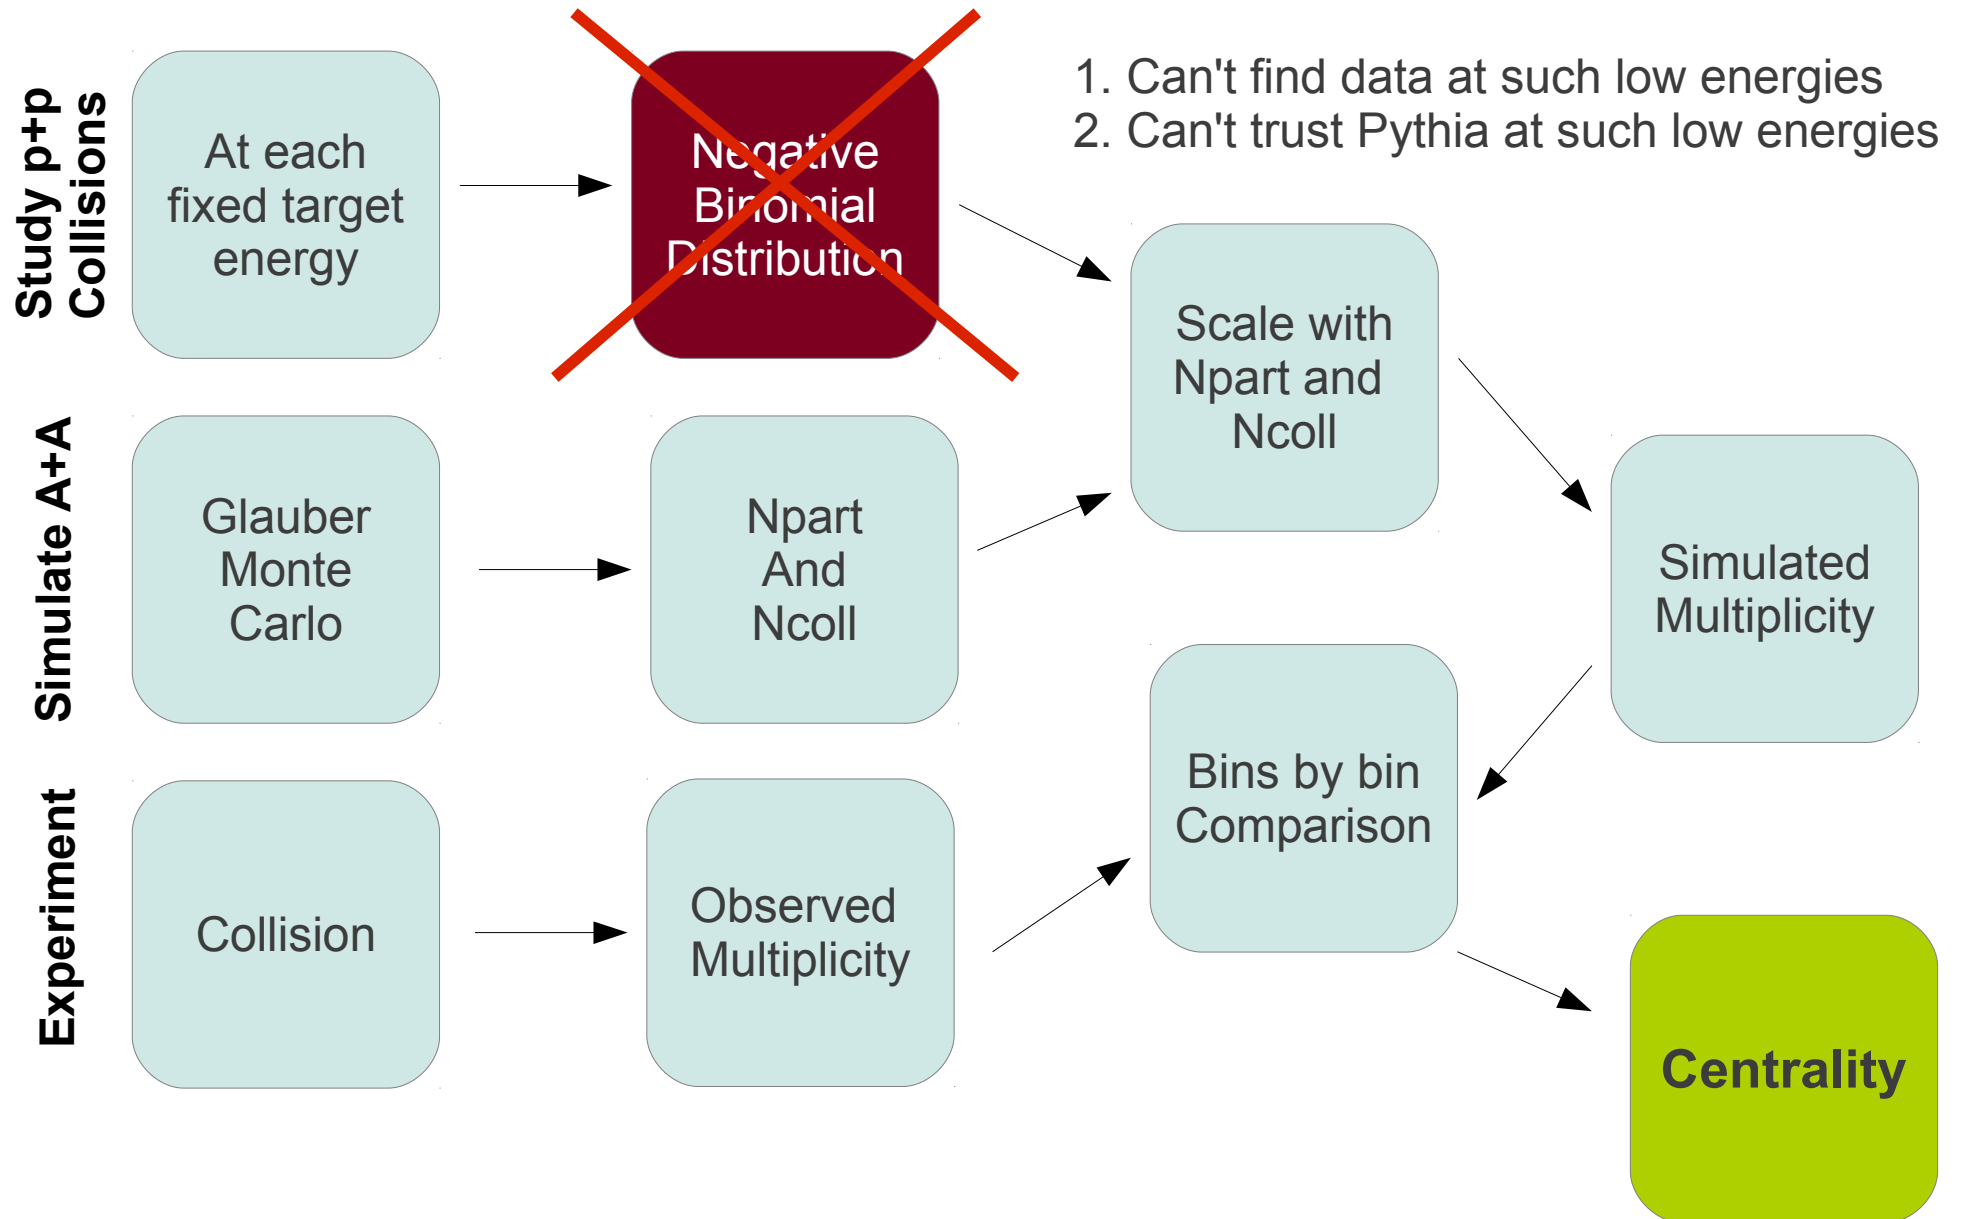 Study p+p
Collisions
At each
fixed target
energy
Negative
Binomial
Distribution
1. Can't find data at such low energies
2. Can't trust Pythia at such low energies
Scale with
Npart and
Ncoll
Simulate A+A
Glauber
Monte
Carlo
Npart
And
Ncoll
Simulated
Multiplicity
Experiment
Collision
Observed
Multiplicity
Bins by bin
Comparison
Centrality